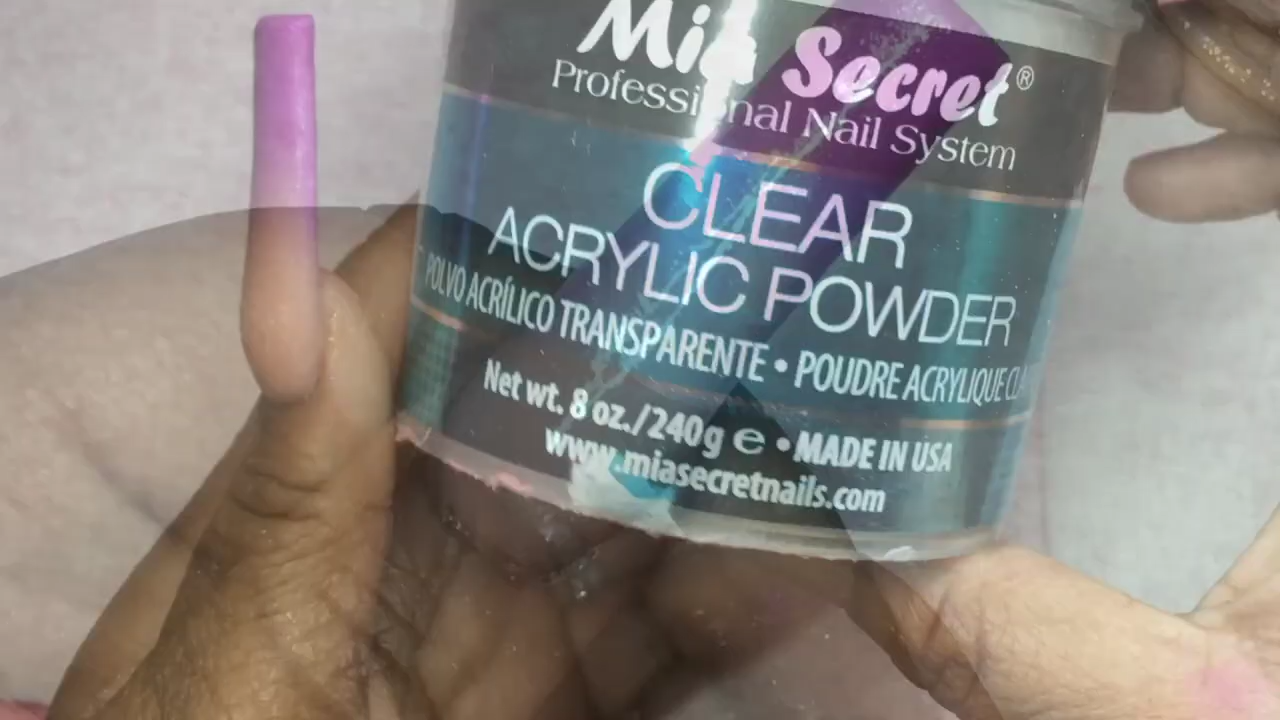 Mia Secret®
Professional Nail System
CLEAR
ACRYLIC POWDER
POLVO ACRÍLICO TRANSPARENTE • POUDRE ACRYLIQUE
Net wt. 8 oz./240g e • MADE IN USA
www.miasecretnails.com